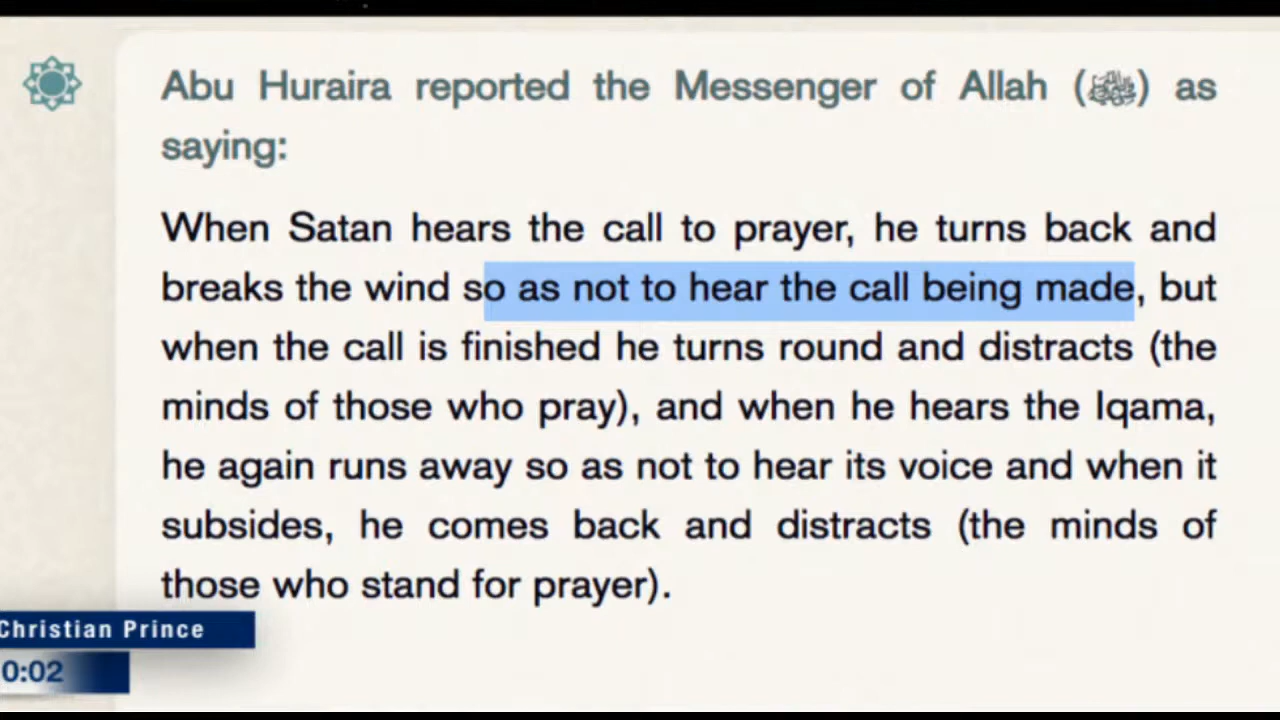 Abu Huraira reported the Messenger of Allah (ﷺ) as
saying:
When Satan hears the call to prayer, he turns back and
breaks the wind so as not to hear the call being made, but
when the call is finished he turns round and distracts (the
minds of those who pray), and when he hears the Iqama,
he again runs away so as not to hear its voice and when it
subsides, he comes back and distracts (the minds of
those who stand for prayer).
Christian Prince
0:02